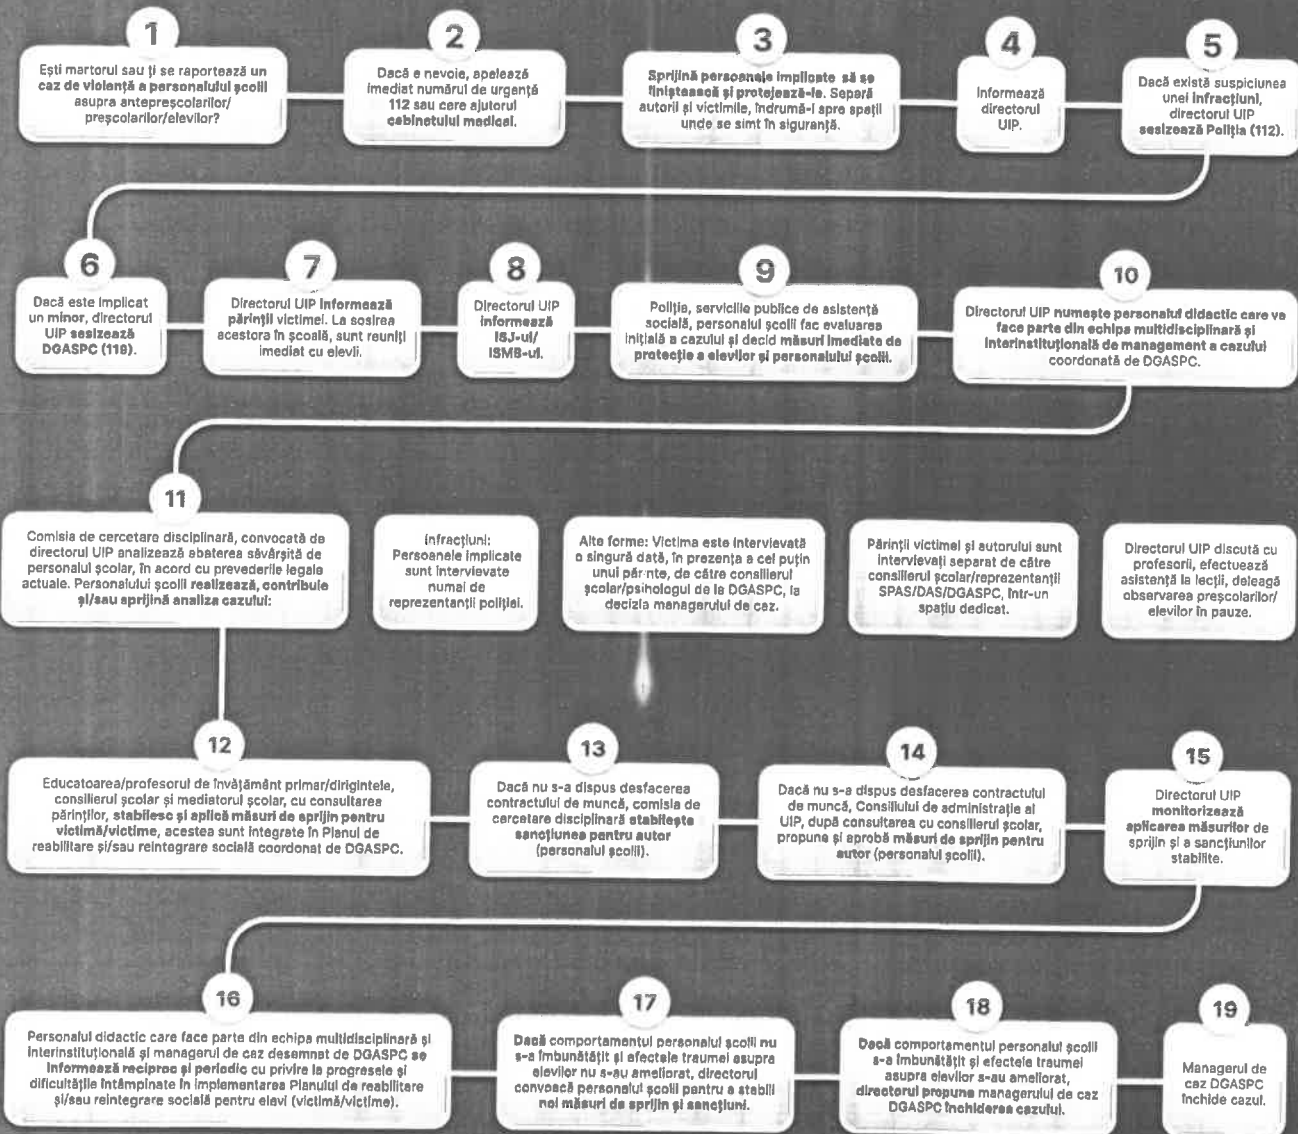 1
Ești martorul sau ți se raportează un
caz de violență a personalului școlii
asupra antepreșcolarilor/
preșcolarilor/elevilor?
2
Dacă e nevoie, apelează
imediat numărul de urgență
112 sau cere ajutorul
cabinetului medical.
3
Sprijină persoanele implicate să se
liniștească și protejează-le. Separă
autorii și victimile, îndrumă-i spre spații
unde se simt în siguranță.
4
Informează
directorul
UIP.
5
Dacă există suspiciunea
unei infracțiuni,
directorul UIP
sesizează Poliția (112).
6
Dacă este implicat
un minor, directorul
UIP sesizează
DGASPC (119).
7
Directorul UIP informează
părinții victimei. La sosirea
acestora în școală, sunt reuniți
imediat cu elevii.
8
Directorul UIP
informează
ISJ-ul/
ISMB-ul.
9
Poliția, serviciile publice de asistență
socială, personalul școlii fac evaluarea
inițială a cazului și decid măsuri imediate de
protecție a elevilor și personalului școlii.
10
Directorul UIP numește personalul didactic care va
face parte din echipa multidisciplinară și
interinstituțională de management a cazului
coordonată de DGASPC.
11
Comisia de cercetare disciplinară, convocată de
directorul UIP analizează abaterea săvârșită de
personalul școlar, în acord cu prevederile legale
actuale. Personalului școlii realizează, contribuie
și/sau sprijină analiza cazului:
Infracțiuni:
Persoanele implicate
sunt intervievate
numai de
reprezentanții poliției.
Alte forme: Victima este intervievată
o singură dată, în prezența a cel puțin
unui părinte, de către consilierul
școlar/psihologul de la DGASPC, la
decizia managerului de caz.
Părinții victimei și autorului sunt
intervievați separat de către
consilierul școlar/reprezentanții
SPAS/DAS/DGASPC, într-un
spațiu dedicat.
Directorul UIP discută cu
profesorii, efectuează
asistență la lecții, deleagă
observarea preșcolarilor/
elevilor în pauze.
12
Educatoarea/profesorul de învățământ primar/dirigintele,
consilierul școlar și mediatorul școlar, cu consultarea
părinților, stabilesc și aplică măsuri de sprijin pentru
victimă/victime, acestea sunt integrate în Planul de
reabilitare și/sau reintegrare socială coordonat de DGASPC.
13
Dacă nu s-a dispus desfacerea
contractului de muncă, comisia de
cercetare disciplinară stabilește
sancțiunea pentru autor
(personalul școlii).
14
Dacă nu s-a dispus desfacerea contractului
de muncă, Consiliului de administrație al
UIP, după consultarea cu consilierul școlar,
propune și aprobă măsuri de sprijin pentru
autor (personalul școlii).
15
Directorul UIP
monitorizează
aplicarea măsurilor de
sprijin și a sancțiunilor
stabilite.
16
Personalul didactic care face parte din echipa multidisciplinară și
interinstituțională și managerul de caz desemnat de DGASPC se
informează reciproc și periodic cu privire la progresele și
dificultățile întâmpinate în implementarea Planului de reabilitare
și/sau reintegrare socială pentru elevi (victimă/victime).
17
Dacă comportamentul personalul școlii nu
s-a îmbunătățit și efectele traumei asupra
elevilor nu s-au ameliorat, directorul
convoacă personalul școlii pentru a stabili
noi măsuri de sprijin și sancțiuni.
18
Dacă comportamentul personalul școlii
s-a îmbunătățit și efectele traumei
asupra elevilor s-au ameliorat,
directorul propune managerului de caz
DGASPC închiderea cazului.
19
Managerul de
caz DGASPC
închide cazul.